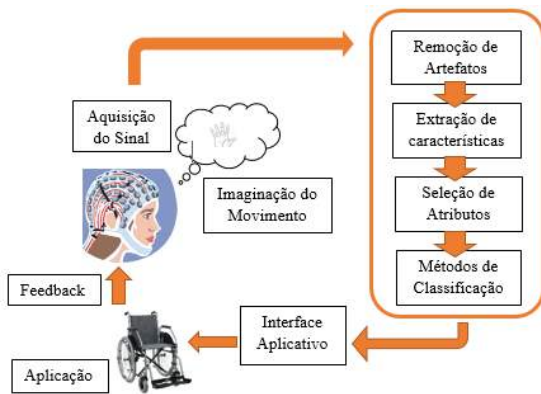 Aquisição
do Sinal
Imaginação do
Movimento
Remoção de
Artefatos
Extração de
características
Seleção de
Atributos
Métodos de
Classificação
Interface
Aplicativo
Aplicação
Feedback